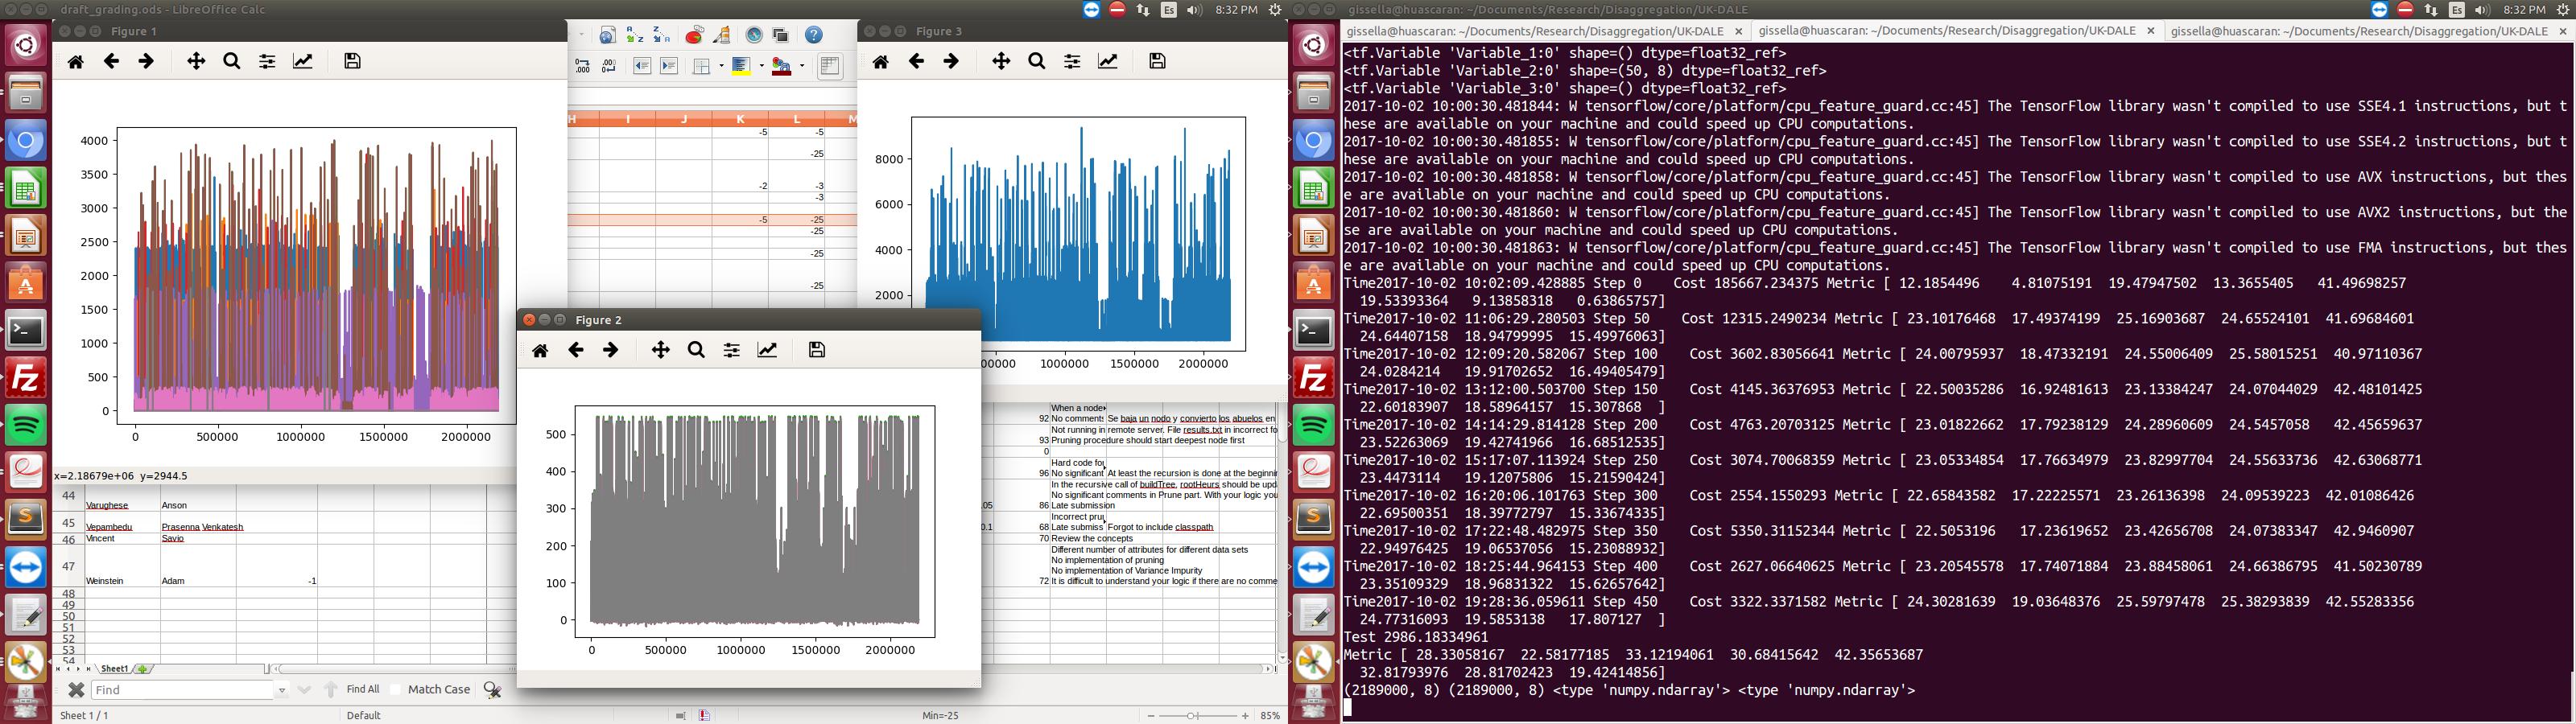 draft_grading.ods - LibreOffice Calc
Es
8:32 PM
Figure 1
4000
3500
3000
2500
2000
1500
1000
500
0
0 500000 1000000 1500000 2000000
x=2.18679e+06 y=2944.5
H I J K L M
-5 -5
-25
-2 -3
-3
-5 -25
-25
-25
-25
Figure 3
8000
6000
4000
2000
1000000 1500000 2000000
Figure 2
500
400
300
200
100
0
0 500000 1000000 1500000 2000000
44 Varughese Anson
45 Vepambedu Prasenna Venkatesh
46 Vincent Savio
47 Weinstein Adam -1
48
49
50
51
52
53
54
When a node
92 No comments Se baja un nodo y convierto los abuelos en
Not running in remote server, File results.txt in incorrect fo
93 Pruning procedure should start deepest node first
0
Hard code fou
96 No significant At least the recursion is done at the beginnin
In the recursive call of buildTree, rootHeurs should be upda
No significant comments in Prune part. With your logic you
.05 86 Late submission
Incorrect pru
0.1 68 Late submiss Forgot to include classpath
70 Review the concepts
Different number of attributes for different data sets
No implementation of pruning
No implementation of Variance Impurity
72 It is difficult to understand your logic if there are no comme
Sheet1
Find
Find All
Match Case
Sheet 1 / 1
Default
Min=-25
85%
gissella@huascaran: ~/Documents/Research/Disaggregation/UK-DALE
Es
8:32 PM
gissella@huascaran: ~/Documents/Research/Disaggregation/UK-DALE
gissella@huascaran: ~/Documents/Research/Disaggregation/UK-DALE
gissella@huascaran: ~/Documents/Research/Disaggregation/UK-DALE
<tf.Variable 'Variable_1:0' shape=() dtype=float32_ref>
<tf.Variable 'Variable_2:0' shape=(50, 8) dtype=float32_ref>
<tf.Variable 'Variable_3:0' shape=() dtype=float32_ref>
2017-10-02 10:00:30.481844: W tensorflow/core/platform/cpu_feature_guard.cc:45] The TensorFlow library wasn't compiled to use SSE4.1 instructions, but t
hese are available on your machine and could speed up CPU computations.
2017-10-02 10:00:30.481855: W tensorflow/core/platform/cpu_feature_guard.cc:45] The TensorFlow library wasn't compiled to use SSE4.2 instructions, but t
hese are available on your machine and could speed up CPU computations.
2017-10-02 10:00:30.481858: W tensorflow/core/platform/cpu_feature_guard.cc:45] The TensorFlow library wasn't compiled to use AVX instructions, but thes
e are available on your machine and could speed up CPU computations.
2017-10-02 10:00:30.481860: W tensorflow/core/platform/cpu_feature_guard.cc:45] The TensorFlow library wasn't compiled to use AVX2 instructions, but the
se are available on your machine and could speed up CPU computations.
2017-10-02 10:00:30.481863: W tensorflow/core/platform/cpu_feature_guard.cc:45] The TensorFlow library wasn't compiled to use FMA instructions, but thes
e are available on your machine and could speed up CPU computations.
Time2017-10-02 10:02:09.428885 Step 0 Cost 185667.234375 Metric [ 12.1854496 4.81075191 19.47947502 13.3655405 41.49698257
19.53393364 9.13858318 0.63865757]
Time2017-10-02 11:06:29.280503 Step 50 Cost 12315.2490234 Metric [ 23.10176468 17.49374199 25.16903687 24.65524101 41.69684601
24.64407158 18.94799995 15.49976063]
Time2017-10-02 12:09:20.582067 Step 100 Cost 3602.83056641 Metric [ 24.00795937 18.47332191 24.55006409 25.58015251 40.97110367
24.0284214 19.91702652 16.49405479]
Time2017-10-02 13:12:00.503700 Step 150 Cost 4145.36376953 Metric [ 22.50035286 16.92481613 23.13384247 24.07044029 42.48101425
22.60183907 18.58964157 15.307868 ]
Time2017-10-02 14:14:29.814128 Step 200 Cost 4763.20703125 Metric [ 23.01822662 17.79238129 24.28960609 24.5457058 42.45659637
23.52263069 19.42741966 16.68512535]
Time2017-10-02 15:17:07.113924 Step 250 Cost 3074.70068359 Metric [ 23.05334854 17.76634979 23.82997704 24.55633736 42.63068771
23.4473114 19.12075806 15.21590424]
Time2017-10-02 16:20:06.101763 Step 300 Cost 2554.1550293 Metric [ 22.65843582 17.22225571 23.26136398 24.09539223 42.01086426
22.69500351 18.39772797 15.33674335]
Time2017-10-02 17:22:48.482975 Step 350 Cost 5350.31152344 Metric [ 22.5053196 17.23619652 23.42656708 24.07383347 42.9460907
22.94976425 19.06537056 15.23088932]
Time2017-10-02 18:25:44.964153 Step 400 Cost 2627.06640625 Metric [ 23.20545578 17.74071884 23.88458061 24.66386795 41.50230789
23.35109329 18.96831322 15.62657642]
Time2017-10-02 19:28:36.059611 Step 450 Cost 3322.3371582 Metric [ 24.30281639 19.03648376 25.59797478 25.38293839 42.55283356
24.77316093 19.5853138 17.807127 ]
Test 2986.18334961
Metric [ 28.33058167 22.58177185 33.12194061 30.68415642 42.35653687
32.81793976 28.81702423 19.42414856]
(2189000, 8) (2189000, 8) <type 'numpy.ndarray'> <type 'numpy.ndarray'>